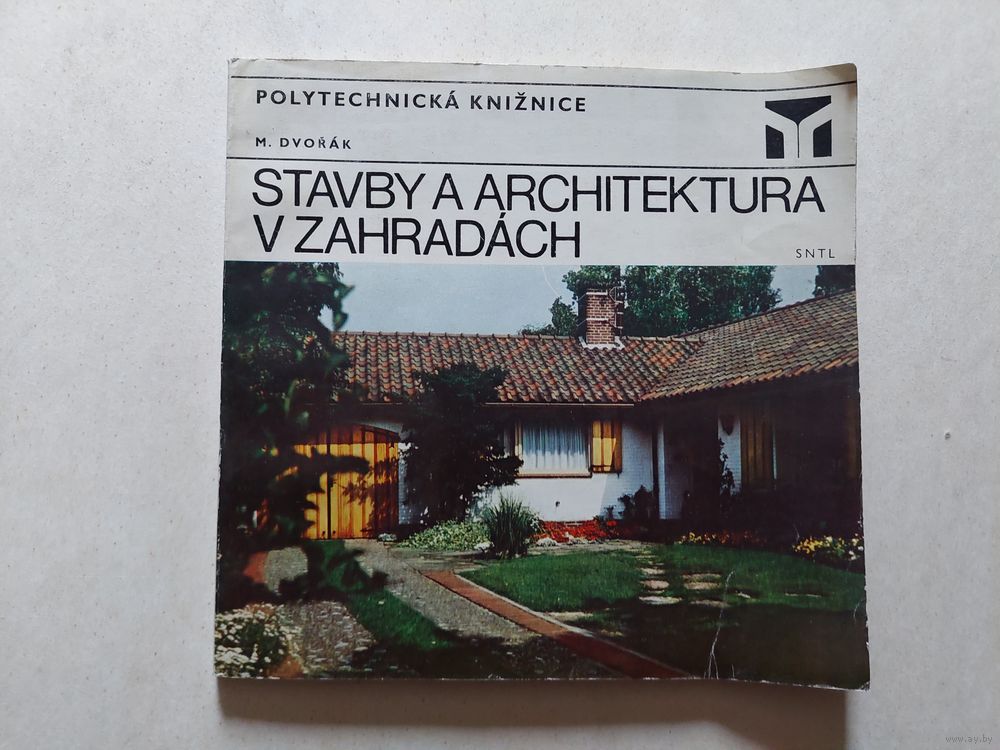 POLYTECHNICKÁ KNIŽNICE
M. DVOŘÁK
STAVBY A ARCHITEKTURA
V ZAHRADÁCH
SNTL
www.ay.by